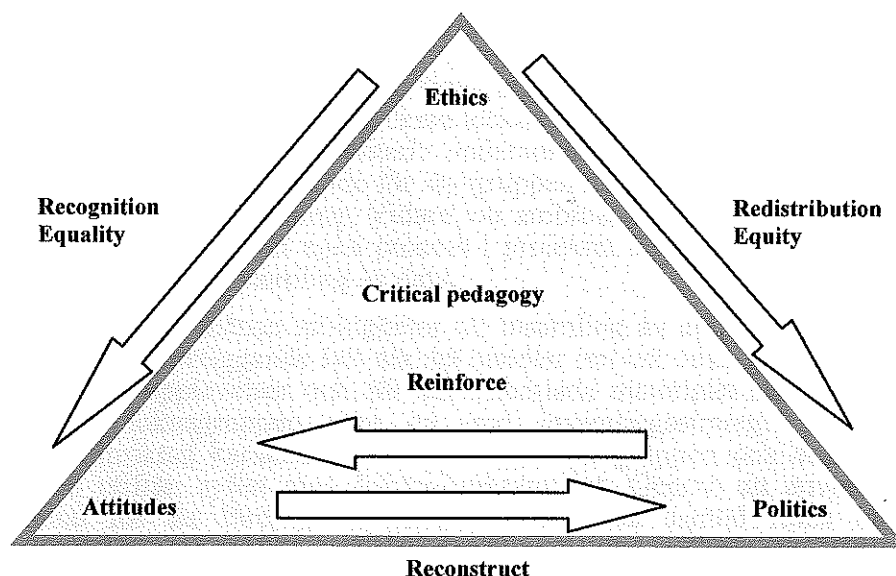 Ethics
Recognition
Equality
Redistribution
Equity
Critical pedagogy
Reinforce
Attitudes
Politics
Reconstruct